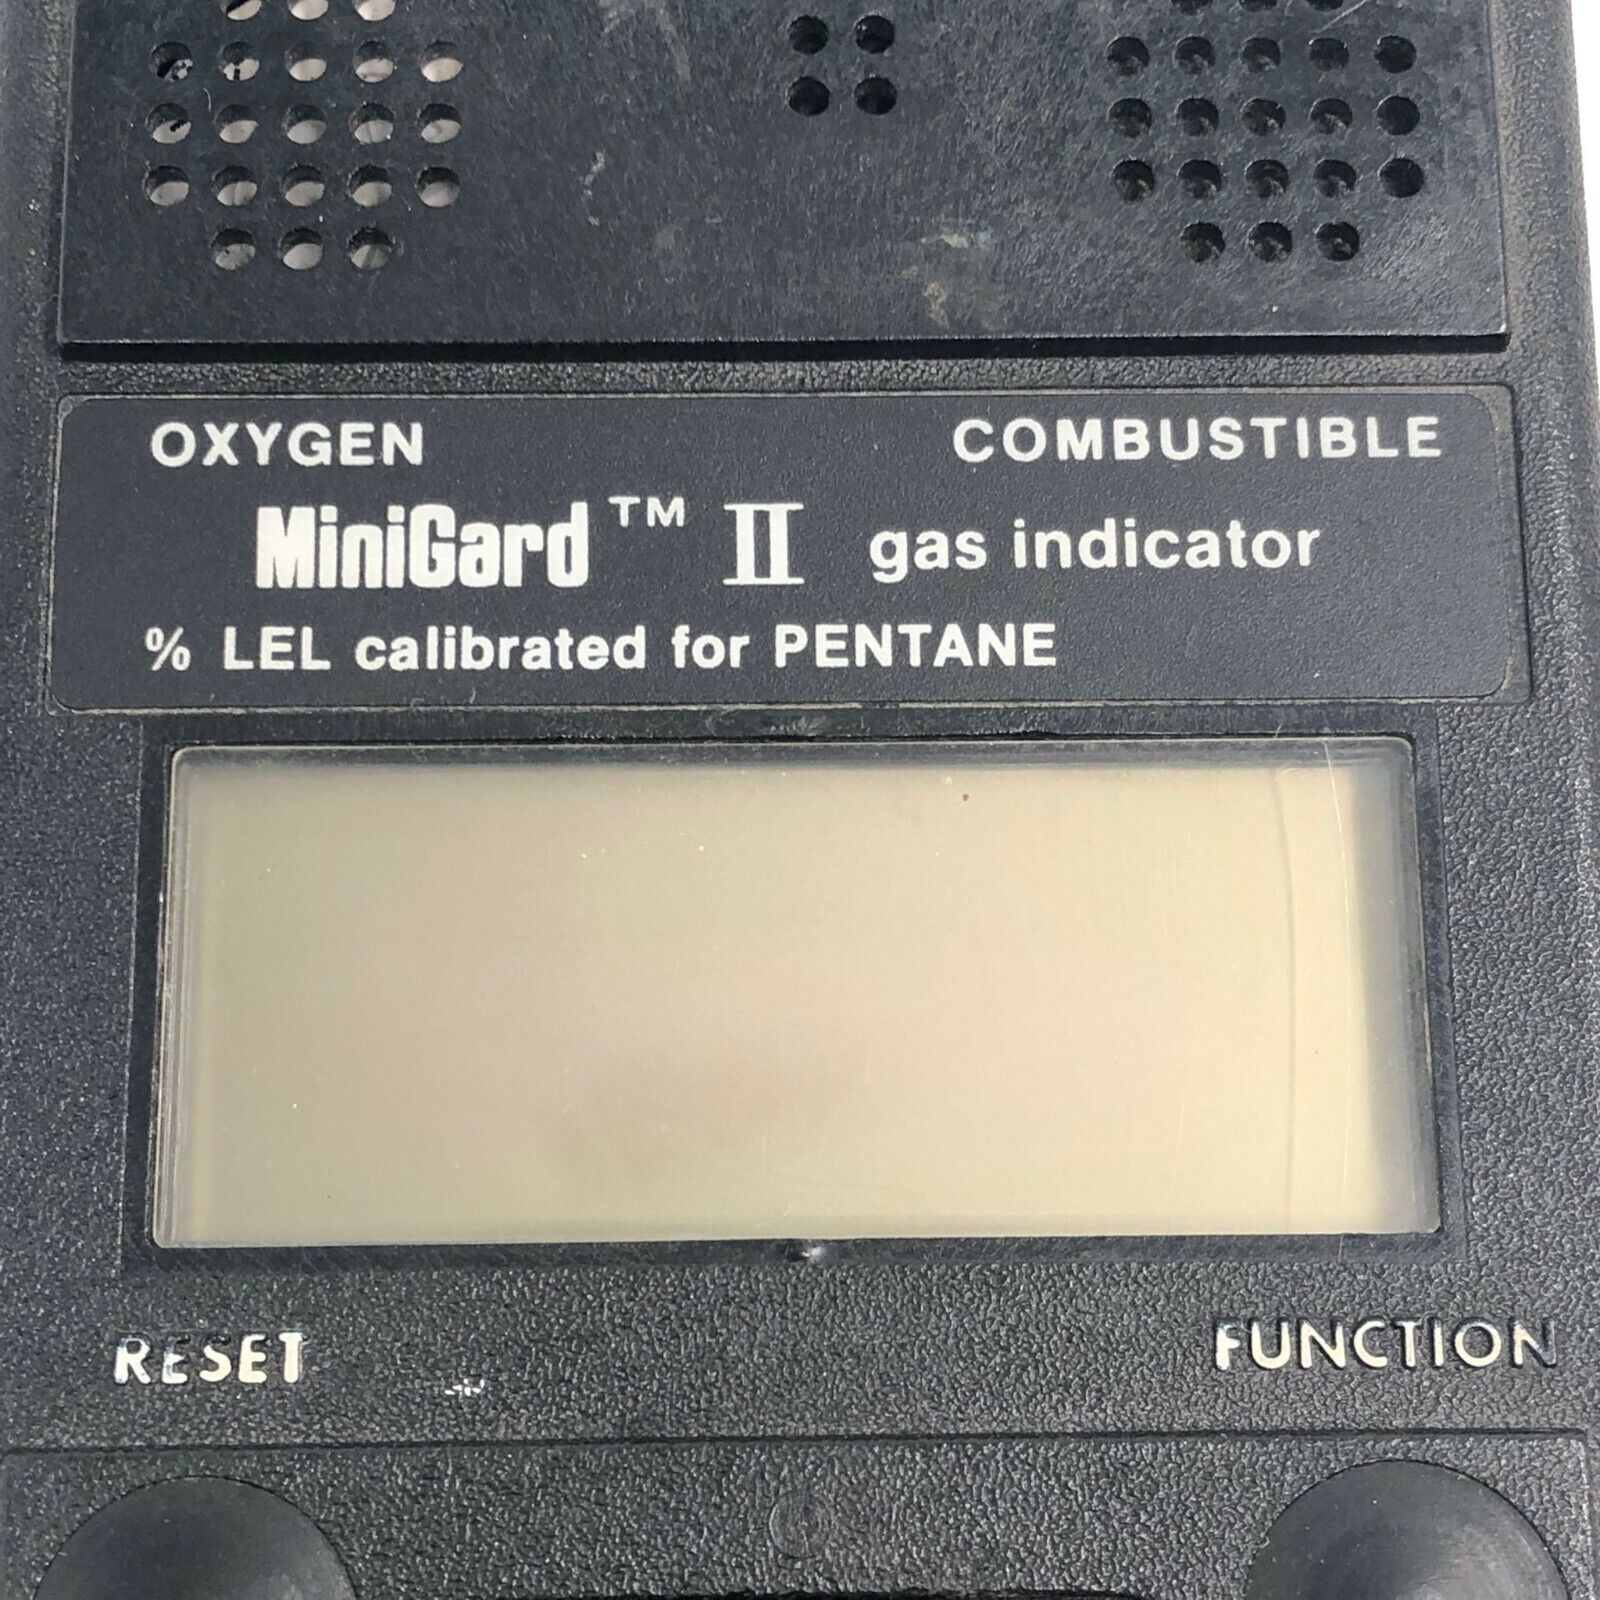 OXYGEN COMBUSTIBLE
MiniGard™ II gas indicator
% LEL calibrated for PENTANE
RESET FUNCTION